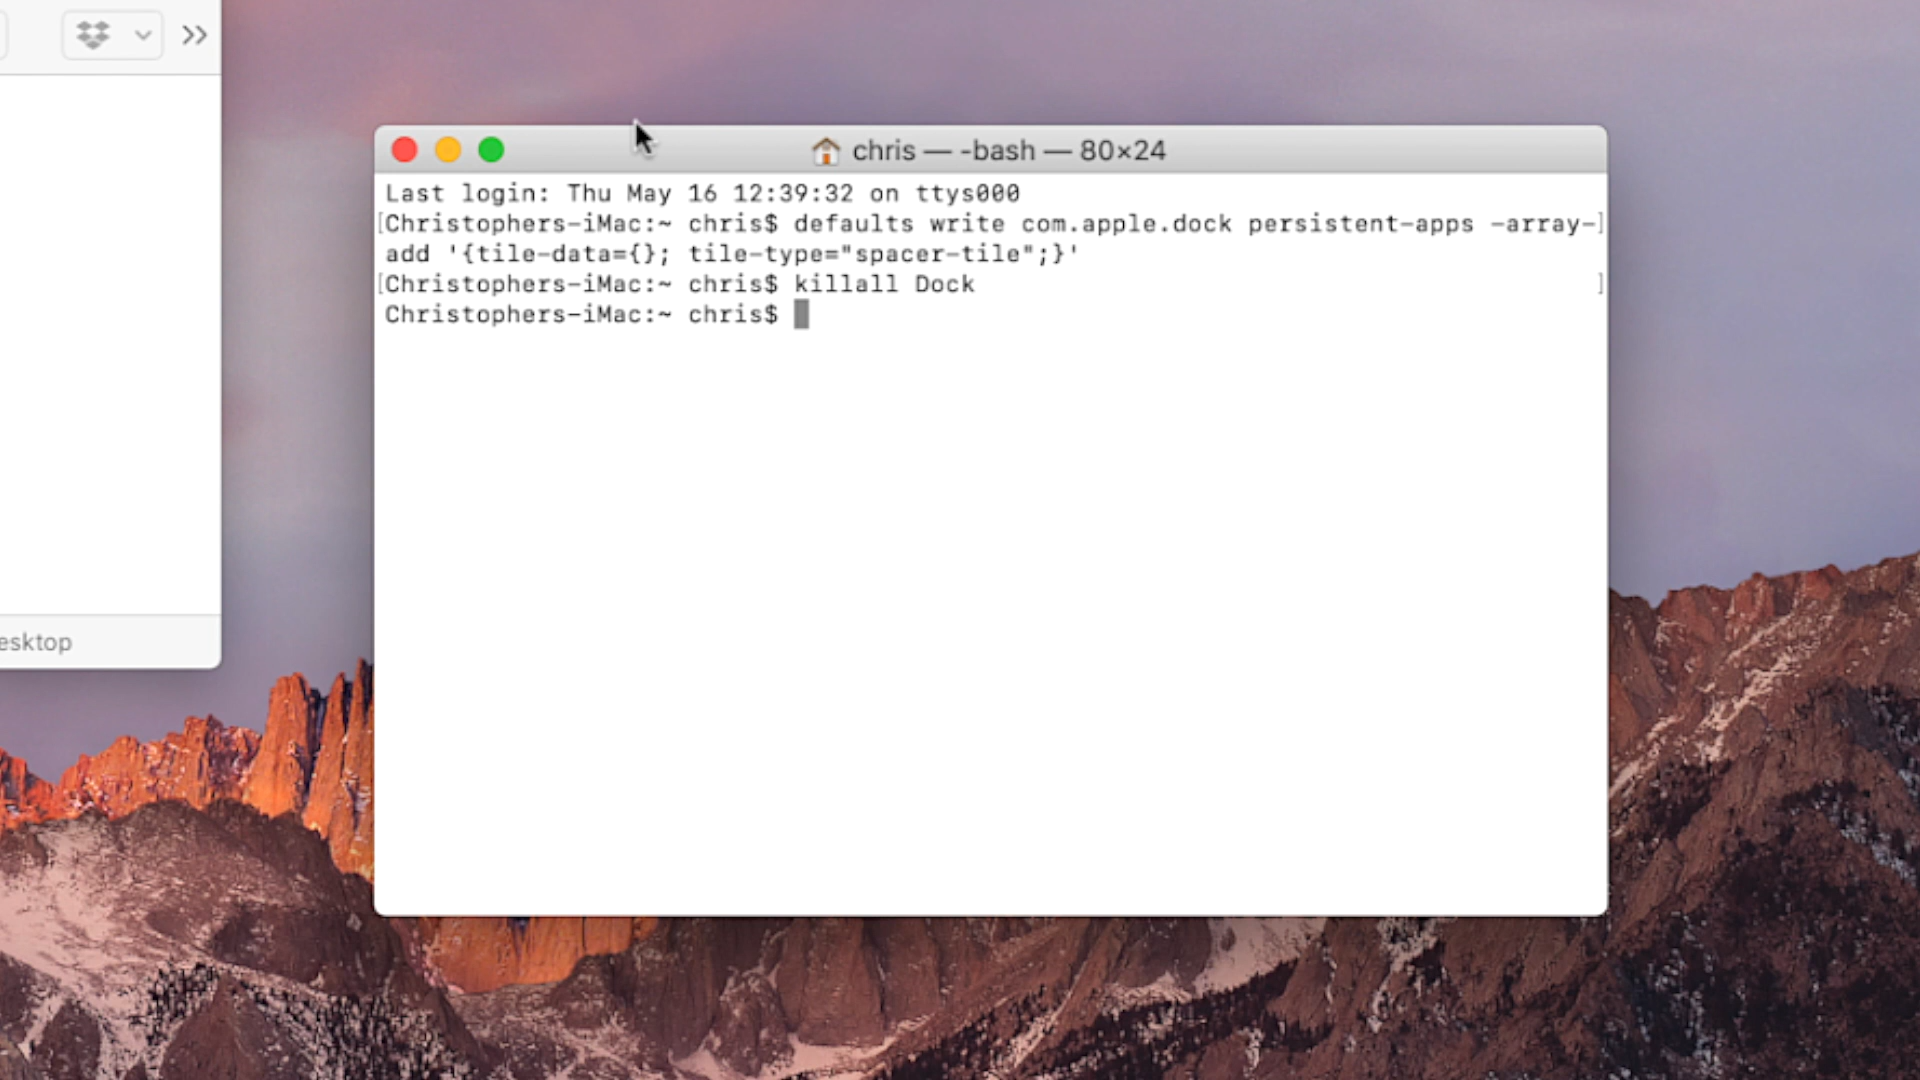 chris — -bash — 80×24
Last login: Thu May 16 12:39:32 on ttys000
[Christophers-iMac:~ chris$ defaults write com.apple.dock persistent-apps -array-]
add '{tile-data={}; tile-type="spacer-tile";}'
[Christophers-iMac:~ chris$ killall Dock ]
Christophers-iMac:~ chris$
esktop